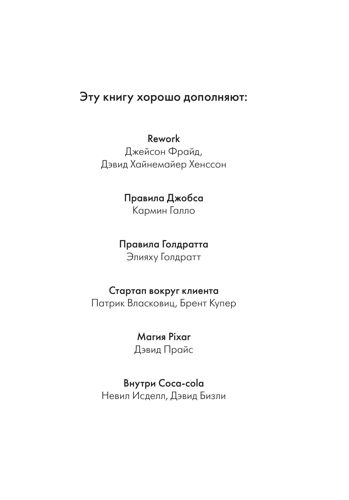 Эту книгу хорошо дополняют:
Rework
Джейсон Фрайд,
Дэвид Хайнемайер Хенссон
Правила Джобса
Кармин Галло
Правила Голдратта
Элияху Голдратт
Стартап вокруг клиента
Патрик Власковиц, Брент Купер
Магия Pixar
Дэвид Прайс
Внутри Coca-cola
Невил Исделл, Дэвид Бизли